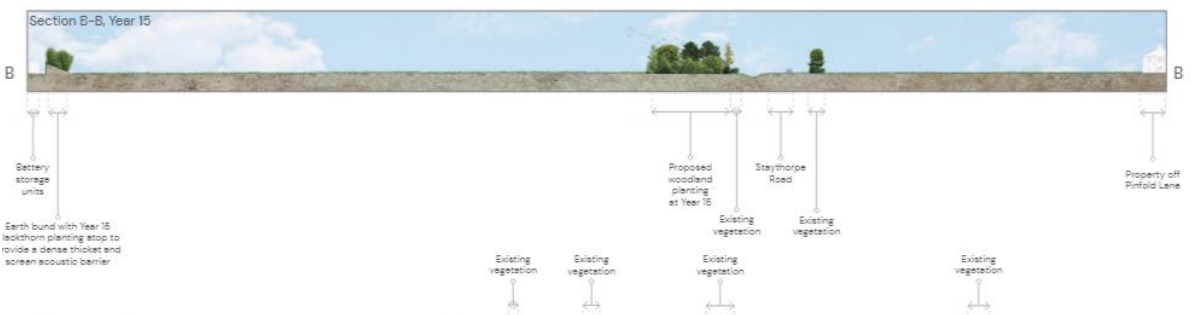 Section B-B, Year 15
B
B
Battery
storage
units
Earth bund with Year 15
lackthorn planting atop to
rovide a dense thicket and
screen acoustic barrier
Proposed
woodland
planting
at Year 15
Existing
vegetation
Staythorpe
Road
Existing
vegetation
Property off
Pinfold Lane
Existing
vegetation
Existing
vegetation
Existing
vegetation
Existing
vegetation